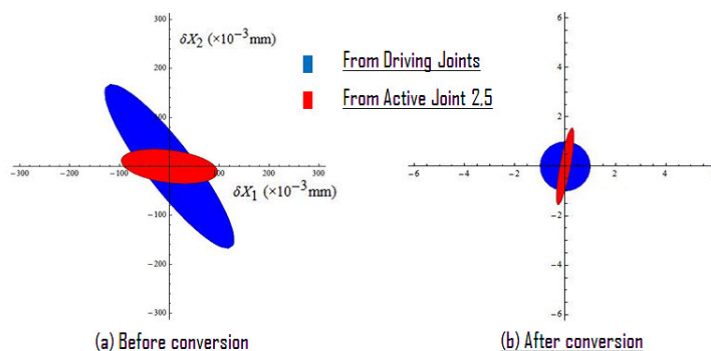 300
6
δX₂ (×10⁻³mm)
200
4
From Driving Joints
100
2
From Active Joint 2,5
-300 -200 -100 100 200 300
-4 -2 2 4
δX₁ (×10⁻³mm)
-100
-2
-200
-4
-300
-6
(a) Before conversion
(b) After conversion